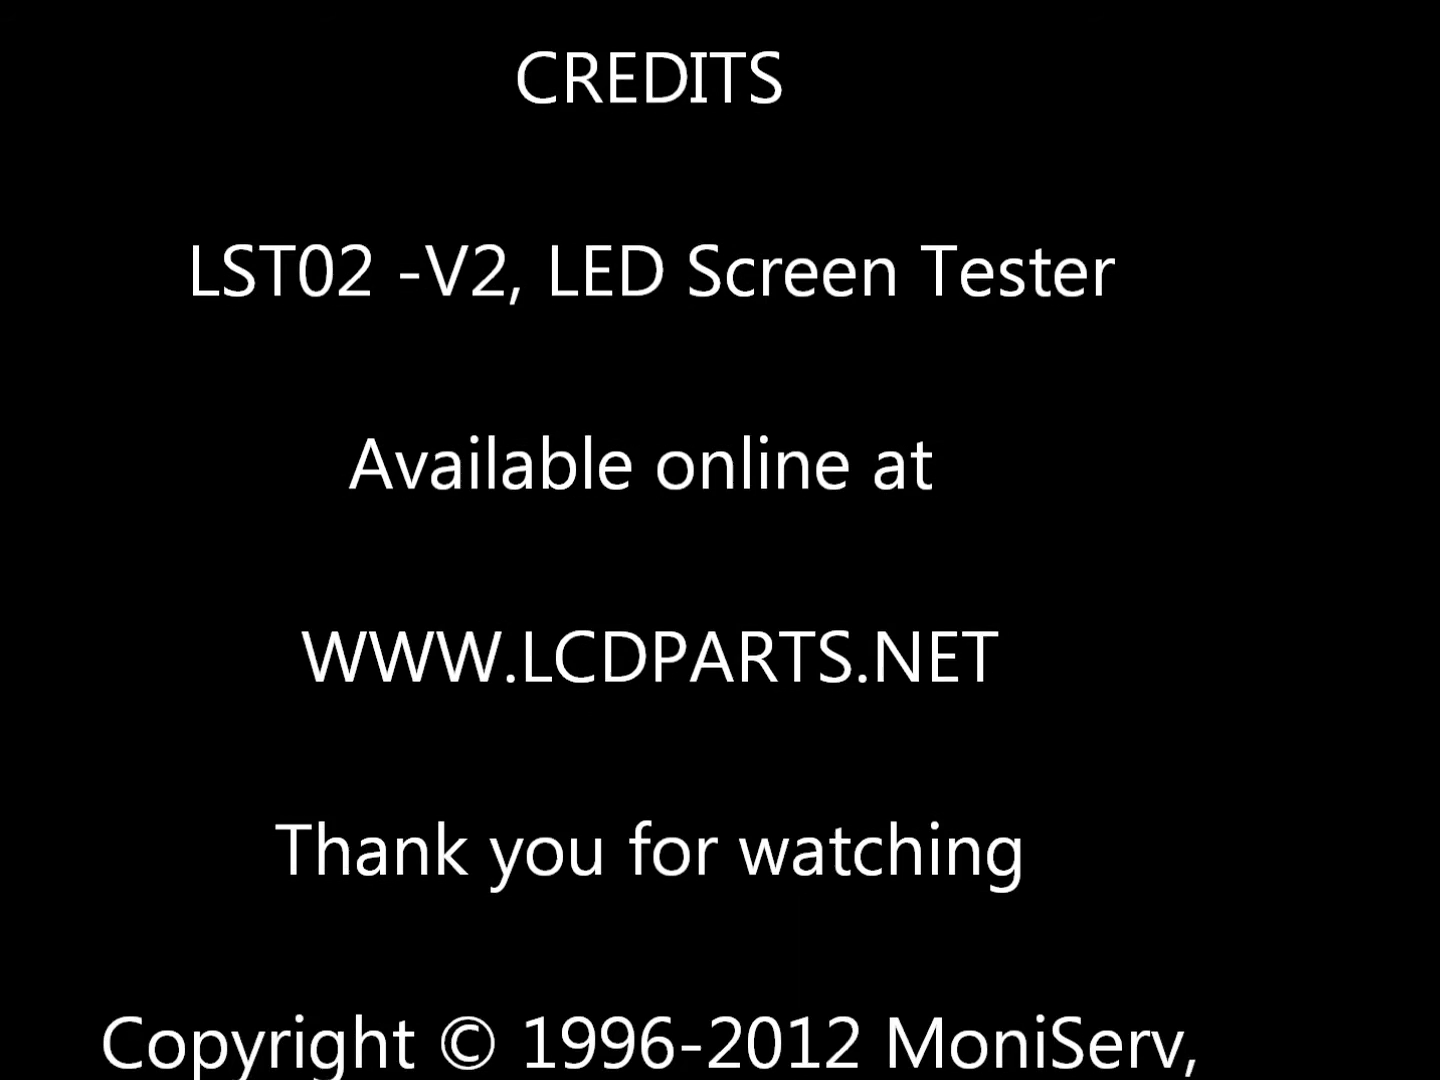 CREDITS
LST02 -V2, LED Screen Tester
Available online at
WWW.LCDPARTS.NET
Thank you for watching
Copyright © 1996-2012 MoniServ,